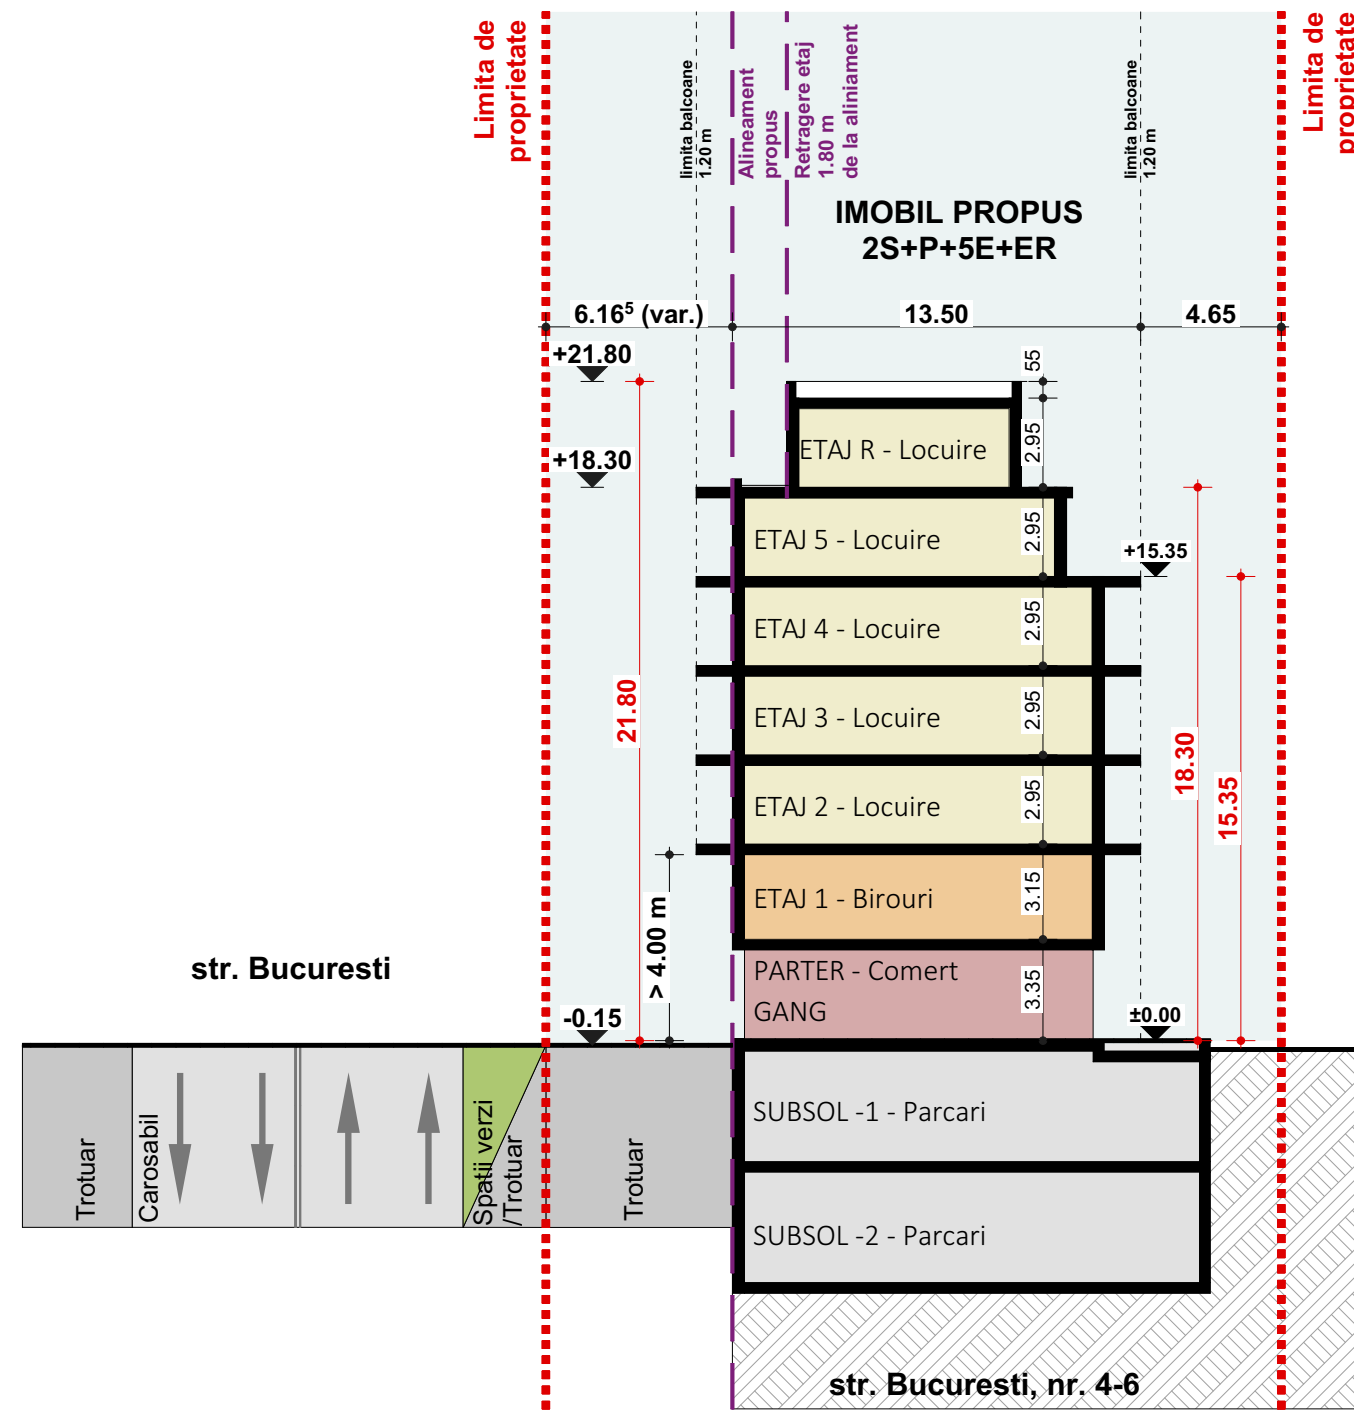 Limita de
proprietate
limita balcoane
1.20 m
Alineament
propus
Retragere etaj
1.80 m
de la aliniament
limita balcoane
1.20 m
Limita de
proprietate
IMOBIL PROPUS
2S+P+5E+ER
6.16⁵ (var.)
13.50
4.65
+21.80
55
ETAJ R - Locuire
2.95
+18.30
ETAJ 5 - Locuire
2.95
+15.35
ETAJ 4 - Locuire
2.95
21.80
ETAJ 3 - Locuire
2.95
18.30
15.35
ETAJ 2 - Locuire
2.95
ETAJ 1 - Birouri
3.15
> 4.00 m
str. Bucuresti
PARTER - Comert
GANG
3.35
-0.15
±0.00
Trotuar
Carosabil
Spatii verzi
/Trotuar
Trotuar
SUBSOL -1 - Parcari
SUBSOL -2 - Parcari
str. Bucuresti, nr. 4-6